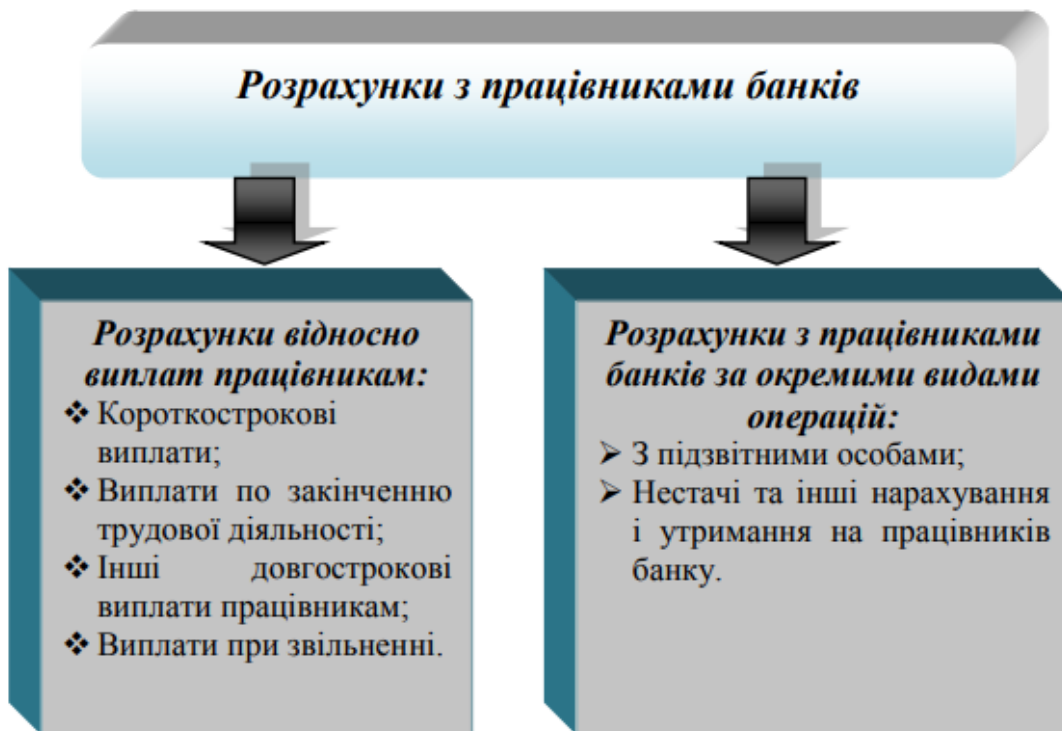 Розрахунки з працівниками банків
Розрахунки відносно
виплат працівникам:
❖ Короткострокові
виплати;
❖ Виплати по закінченню
трудової діяльності;
❖ Інші довгострокові
виплати працівникам;
❖ Виплати при звільненні.
Розрахунки з працівниками
банків за окремими видами
операцій:
➢ З підзвітними особами;
➢ Нестачі та інші нарахування
і утримання на працівників
банку.